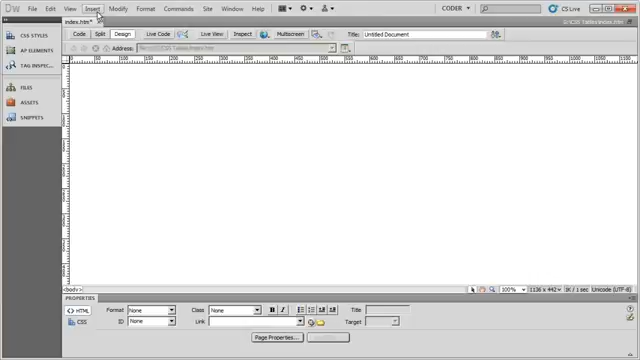 DW File Edit View Insert Modify Format Commands Site Window Help CODER CS Live
index.htm*
Code Split Design Live Code Live View Inspect Multiscreen Title: Untitled Document
Address:
0 50 100 150 200 250 300 350 400 450 500 550 600 650 700 750 800 850 900 950 1000 1050 1100
CSS STYLES
AP ELEMENTS
TAG INSPEC...
FILES
ASSETS
SNIPPETS
<body> 100% 1136 x 442 1K / 1 sec Unicode (UTF-8)
PROPERTIES
<> HTML Format None Class None B I Title
CSS ID None Link Target
Page Properties...